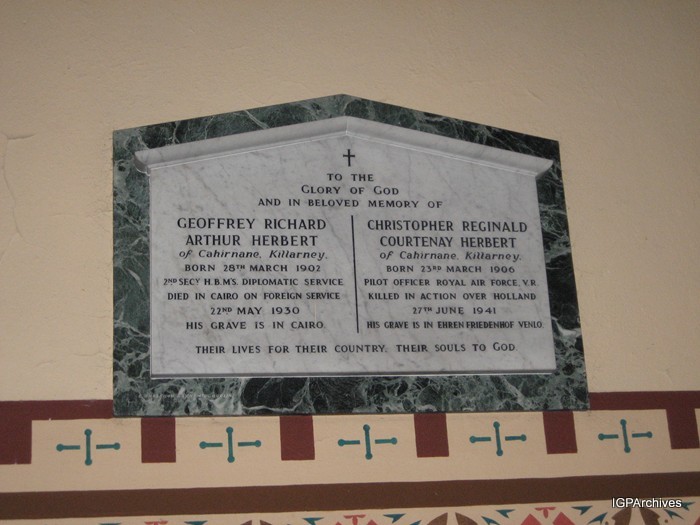 TO THE
GLORY OF GOD
AND IN BELOVED MEMORY OF
GEOFFREY RICHARD
ARTHUR HERBERT
of Cahirnane, Killarney.
BORN 28TH MARCH 1902
2ND SECY H.B.M'S. DIPLOMATIC SERVICE
DIED IN CAIRO ON FOREIGN SERVICE
22ND MAY 1930
HIS GRAVE IS IN CAIRO.
CHRISTOPHER REGINALD
COURTENAY HERBERT
of Cahirnane, Killarney.
BORN 23RD MARCH 1906
PILOT OFFICER ROYAL AIR FORCE, V.R
KILLED IN ACTION OVER HOLLAND
27TH JUNE 1941
HIS GRAVE IS IN EHREN FRIEDENHOF VENLO.
THEIR LIVES FOR THEIR COUNTRY, THEIR SOULS TO GOD.
IGPArchives